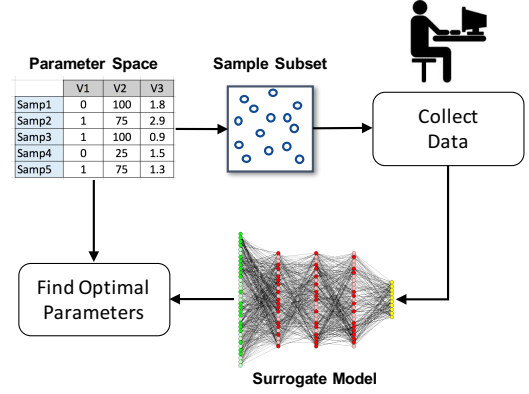 Parameter Space
V1 V2 V3
Samp1 0 100 1.8
Samp2 1 75 2.9
Samp3 1 100 0.9
Samp4 0 25 1.5
Samp5 1 75 1.3
Sample Subset
Collect
Data
Find Optimal
Parameters
Surrogate Model